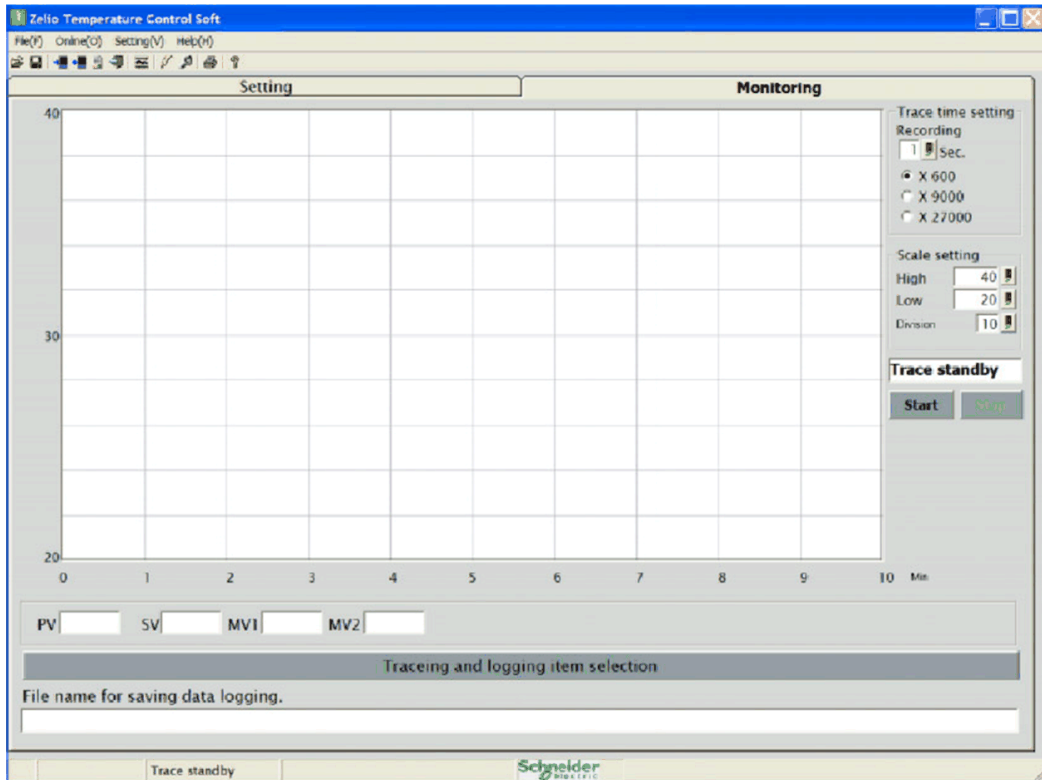 Zelio Temperature Control Soft
File(F) Online(O) Setting(V) Help(H)
Setting
Monitoring
40
30
20
0 1 2 3 4 5 6 7 8 9 10 Min
Trace time setting
Recording
1 Sec.
X 600
X 9000
X 27000
Scale setting
High 40
Low 20
Division 10
Trace standby
Start Stop
PV SV MV1 MV2
Traceing and logging item selection
File name for saving data logging.
Trace standby
Schneider
Electric